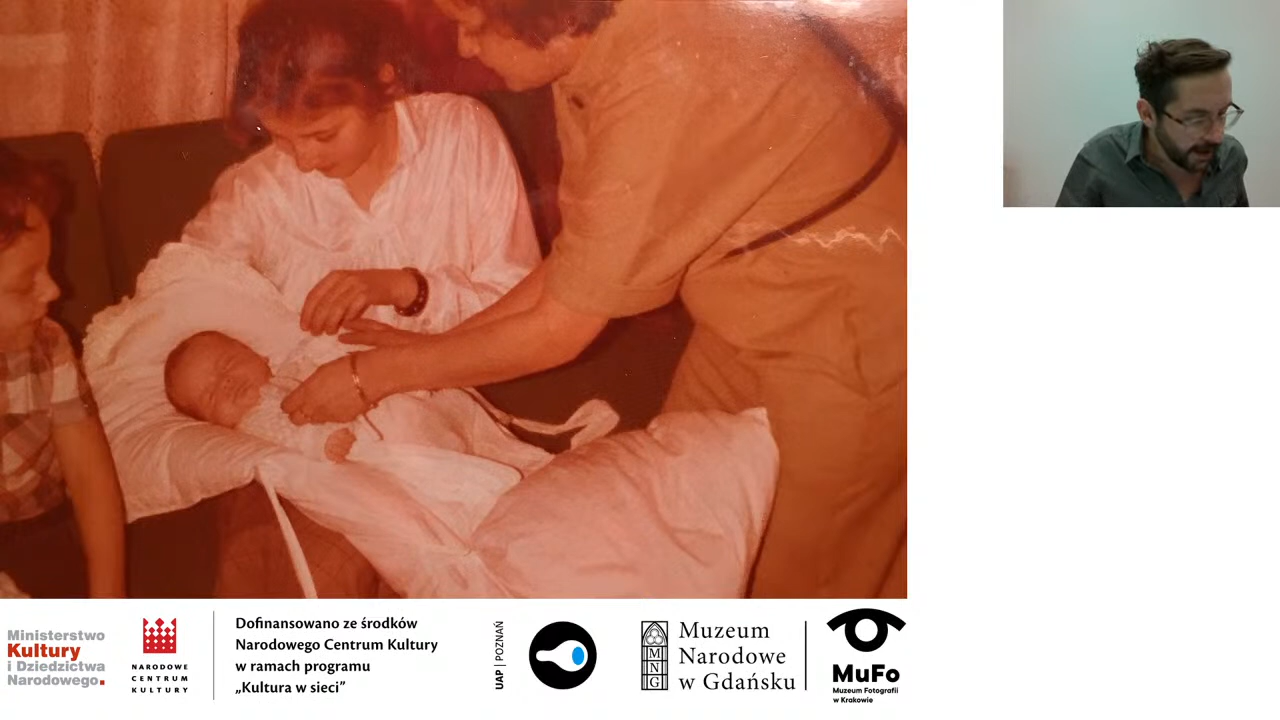 Ministerstwo
Kultury
i Dziedzictwa
Narodowego.
NARODOWE
CENTRUM
KULTURY
Dofinansowano ze środków
Narodowego Centrum Kultury
w ramach programu
„Kultura w sieci”
UAP | POZNAŃ
MNG
Muzeum
Narodowe
w Gdańsku
MuFo
Muzeum Fotografii
w Krakowie